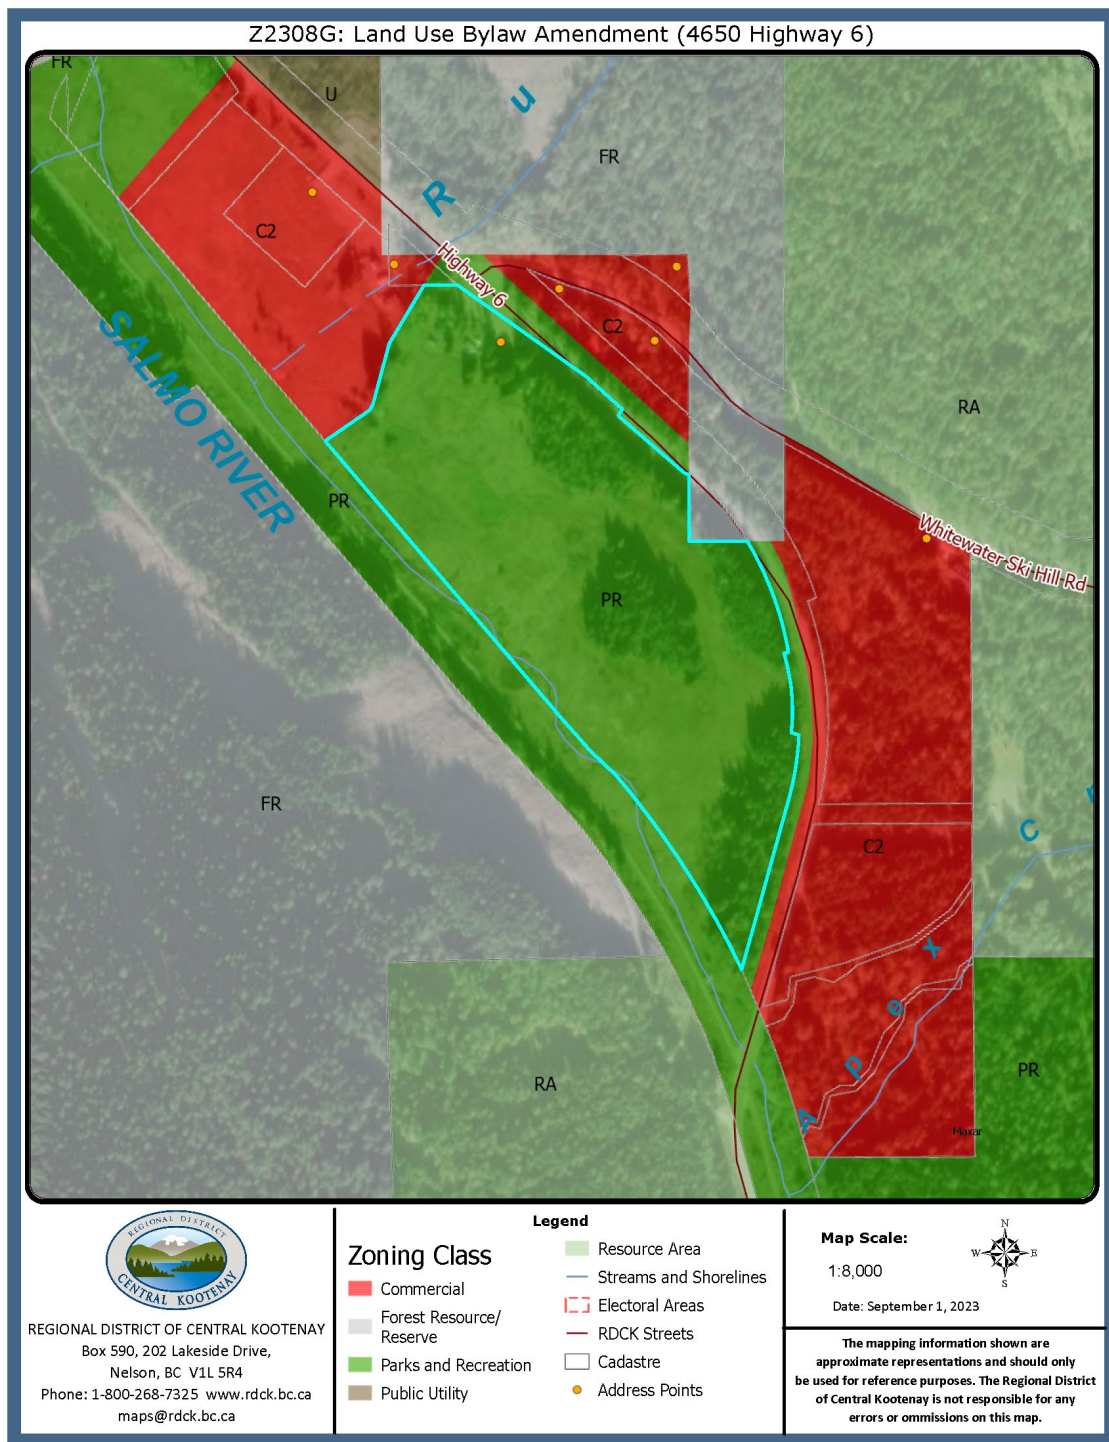 Z2308G: Land Use Bylaw Amendment (4650 Highway 6)
FR
U
u
FR
R
C2
Highway 6
C2
SALMO RIVER
RA
PR
Whitewater Ski Hill Rd
PR
FR
C
C2
x
e
p
A
RA
PR
Maxar
REGIONAL DISTRICT
CENTRAL KOOTENAY
REGIONAL DISTRICT OF CENTRAL KOOTENAY
Box 590, 202 Lakeside Drive,
Nelson, BC V1L 5R4
Phone: 1-800-268-7325 www.rdck.bc.ca
maps@rdck.bc.ca
Legend
Zoning Class
Commercial
Forest Resource/
Reserve
Parks and Recreation
Public Utility
Resource Area
Streams and Shorelines
Electoral Areas
RDCK Streets
Cadastre
Address Points
Map Scale:
1:8,000
N
W
E
S
Date: September 1, 2023
The mapping information shown are
approximate representations and should only
be used for reference purposes. The Regional District
of Central Kootenay is not responsible for any
errors or ommissions on this map.